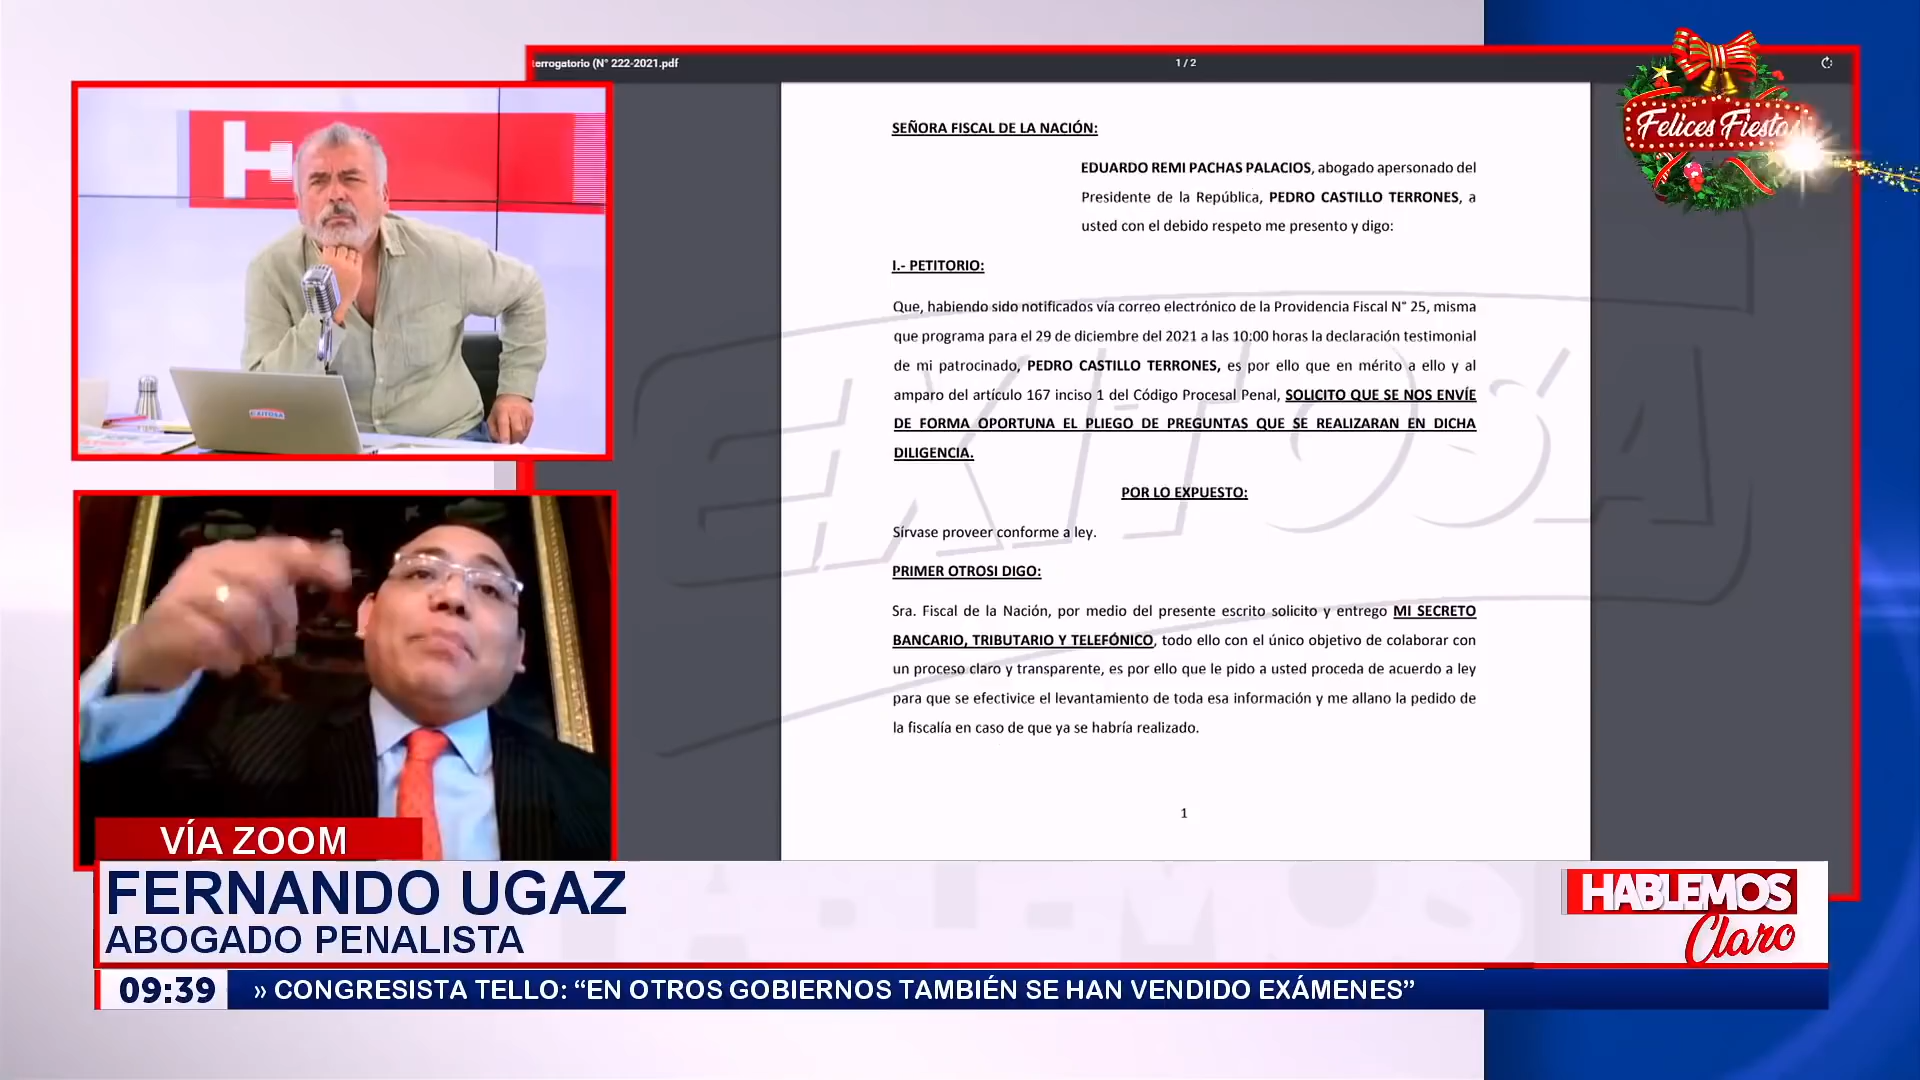 terrogatorio (N° 222-2021.pdf
1 / 2
Felices Fiestas
H
EXITOSA
SEÑORA FISCAL DE LA NACIÓN:
EDUARDO REMI PACHAS PALACIOS, abogado apersonado del
Presidente de la República, PEDRO CASTILLO TERRONES, a
usted con el debido respeto me presento y digo:
I.- PETITORIO:
Que, habiendo sido notificados vía correo electrónico de la Providencia Fiscal N° 25, misma
que programa para el 29 de diciembre del 2021 a las 10:00 horas la declaración testimonial
de mi patrocinado, PEDRO CASTILLO TERRONES, es por ello que en mérito a ello y al
amparo del artículo 167 inciso 1 del Código Procesal Penal, SOLICITO QUE SE NOS ENVÍE
DE FORMA OPORTUNA EL PLIEGO DE PREGUNTAS QUE SE REALIZARAN EN DICHA
DILIGENCIA.
POR LO EXPUESTO:
Sírvase proveer conforme a ley.
PRIMER OTROSI DIGO:
Sra. Fiscal de la Nación, por medio del presente escrito solicito y entrego MI SECRETO
BANCARIO, TRIBUTARIO Y TELEFÓNICO, todo ello con el único objetivo de colaborar con
un proceso claro y transparente, es por ello que le pido a usted proceda de acuerdo a ley
para que se efectivice el levantamiento de toda esa información y me allano la pedido de
la fiscalía en caso de que ya se habría realizado.
1
EXITOSA
VÍA ZOOM
FERNANDO UGAZ
ABOGADO PENALISTA
HABLEMOS
Claro
09:39 » CONGRESISTA TELLO: “EN OTROS GOBIERNOS TAMBIÉN SE HAN VENDIDO EXÁMENES”